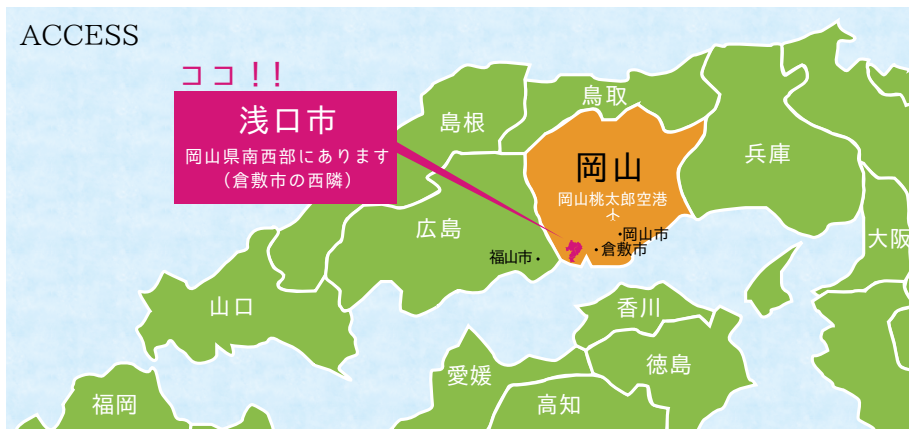 ACCESS
ココ!!
浅口市
岡山県南西部にあります
(倉敷市の西隣)
鳥取
島根
岡山
兵庫
岡山桃太郎空港
広島
・岡山市
大阪
・倉敷市
福山市・
山口
香川
徳島
愛媛
高知
福岡